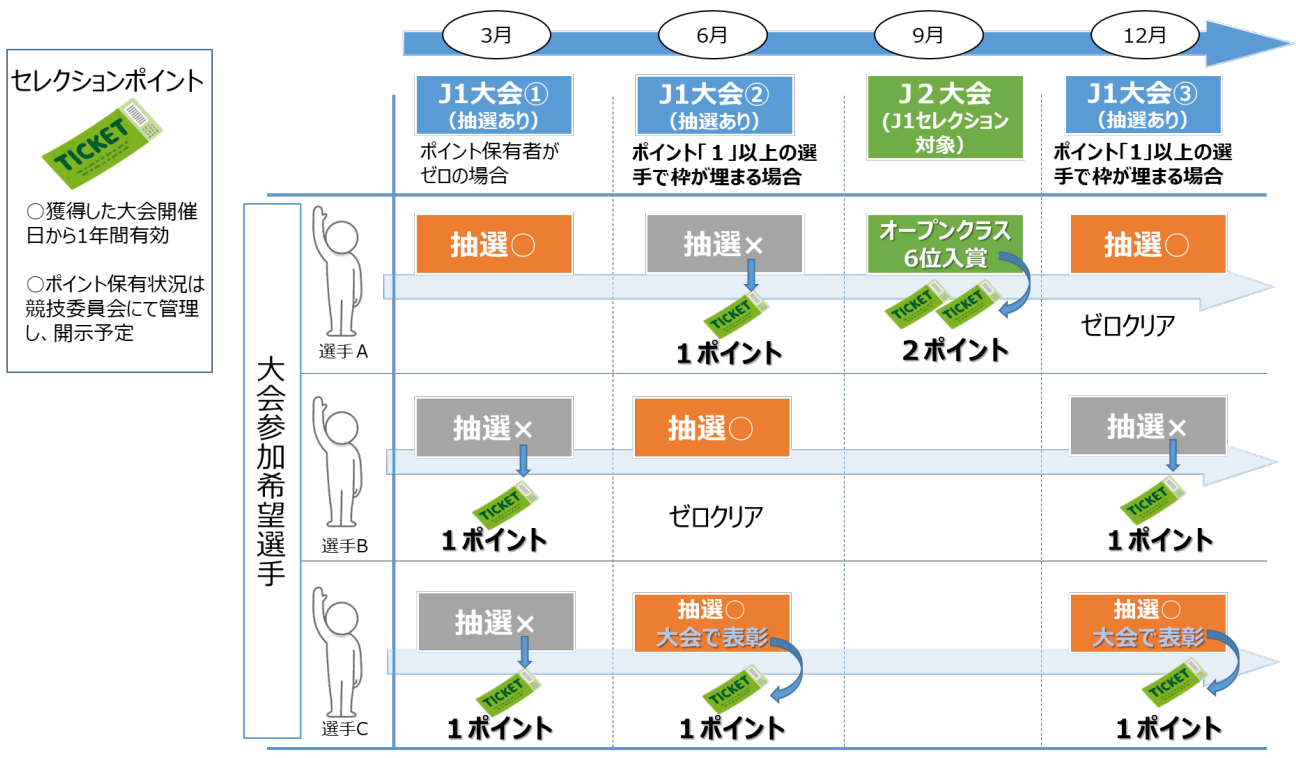 3月
6月
9月
12月
セレクションポイント
TICKET
○獲得した大会開催
日から1年間有効
○ポイント保有状況は
競技委員会にて管理
し、開示予定
J1大会①
（抽選あり）
ポイント保有者が
ゼロの場合
J1大会②
（抽選あり）
ポイント「１」以上の選
手で枠が埋まる場合
J２大会
(J1セレクション
対象）
J1大会③
（抽選あり）
ポイント「1」以上の選
手で枠が埋まる場合
大会参加希望選手
選手A
抽選○
抽選×
TICKET
１ポイント
オープンクラス
6位入賞
TICKET
TICKET
２ポイント
抽選○
ゼロクリア
選手B
抽選×
TICKET
１ポイント
抽選○
ゼロクリア
抽選×
TICKET
１ポイント
選手C
抽選×
TICKET
１ポイント
抽選○
大会で表彰
TICKET
１ポイント
抽選○
大会で表彰
TICKET
１ポイント